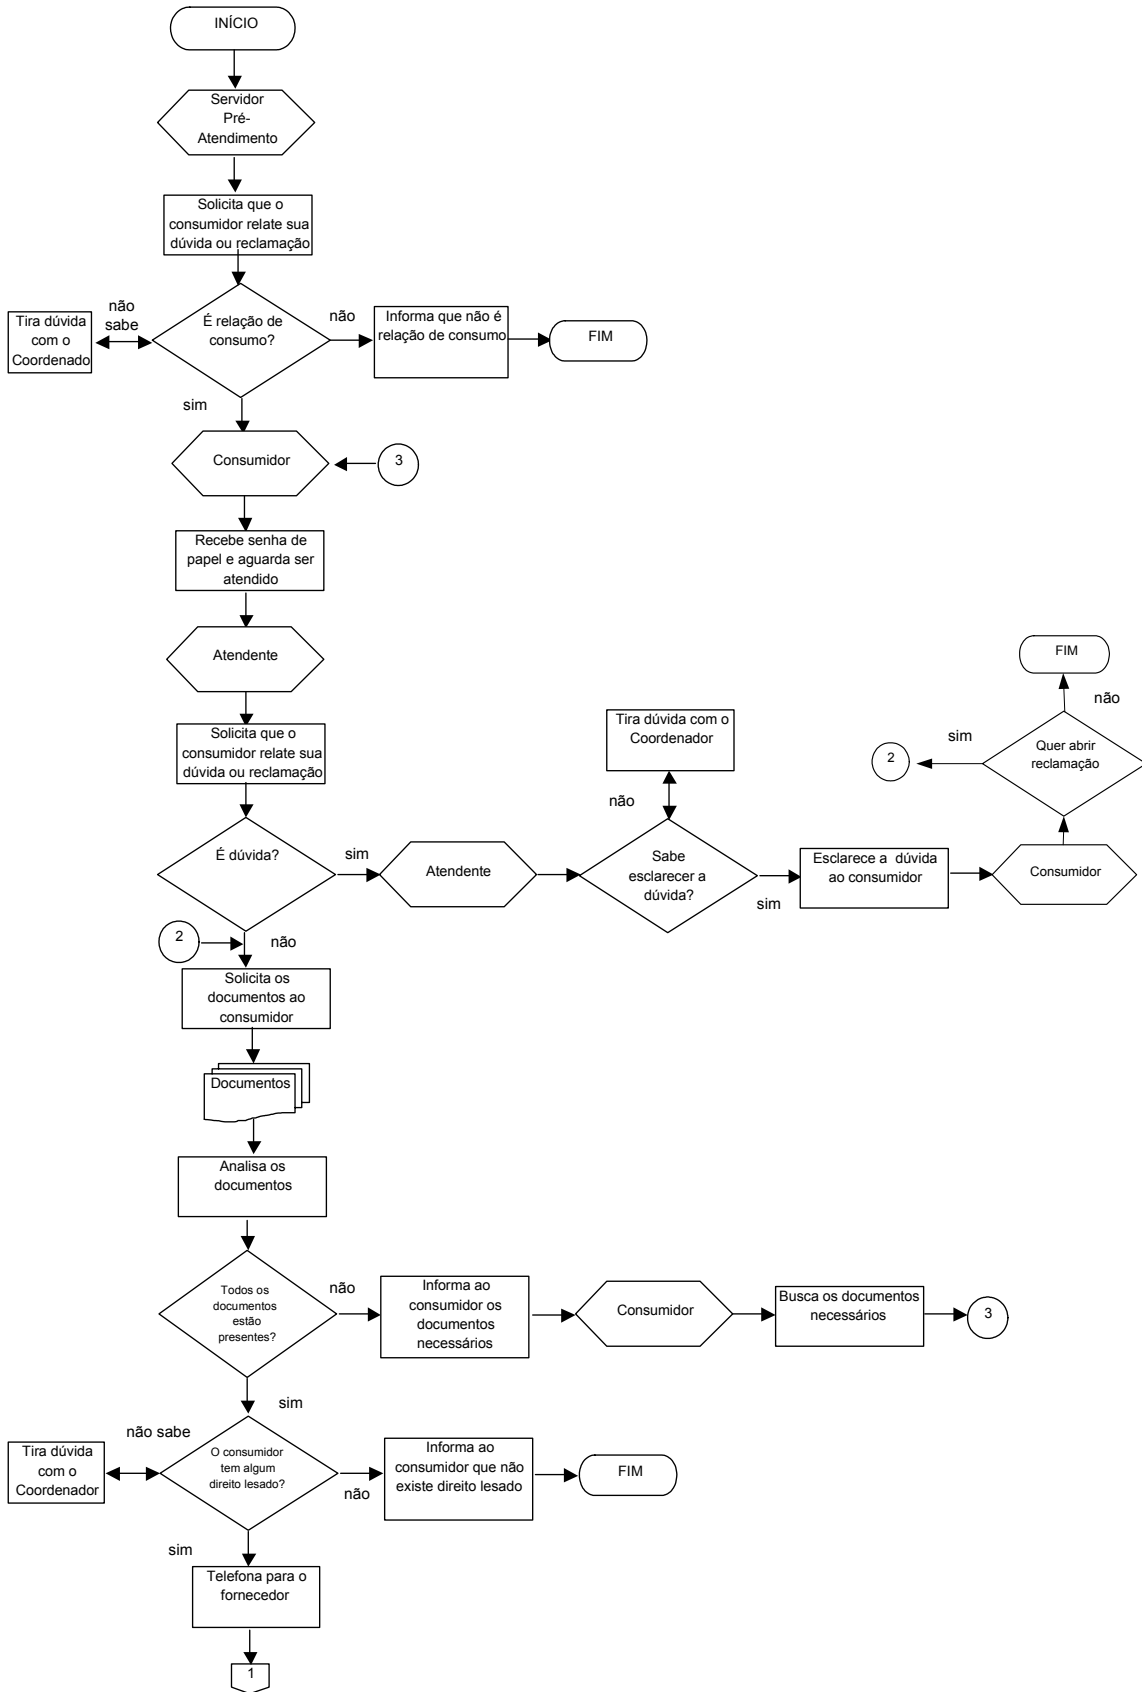 INÍCIO
Servidor
Pré-
Atendimento
Solicita que o
consumidor relate sua
dúvida ou reclamação
Tira dúvida
com o
Coordenado
não
sabe
É relação de
consumo?
não
Informa que não é
relação de consumo
FIM
sim
Consumidor
3
Recebe senha de
papel e aguarda ser
atendido
Atendente
Solicita que o
consumidor relate sua
dúvida ou reclamação
É dúvida?
sim
Atendente
Tira dúvida com o
Coordenador
não
Sabe
esclarecer a
dúvida?
sim
Esclarece a dúvida
ao consumidor
Consumidor
FIM
não
Quer abrir
reclamação
sim
2
2
não
Solicita os
documentos ao
consumidor
Documentos
Analisa os
documentos
Todos os
documentos
estão
presentes?
não
Informa ao
consumidor os
documentos
necessários
Consumidor
Busca os documentos
necessários
3
sim
Tira dúvida
com o
Coordenador
não sabe
O consumidor
tem algum
direito lesado?
não
Informa ao
consumidor que não
existe direito lesado
FIM
sim
Telefona para o
fornecedor
1